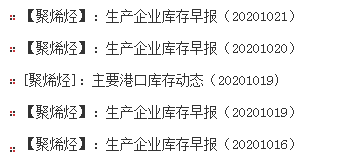 【聚烯烃】：生产企业库存早报（20201021）
【聚烯烃】：生产企业库存早报（20201020）
[聚烯烃]：主要港口库存动态（20201019)
【聚烯烃】：生产企业库存早报（20201019）
【聚烯烃】：生产企业库存早报（20201016）